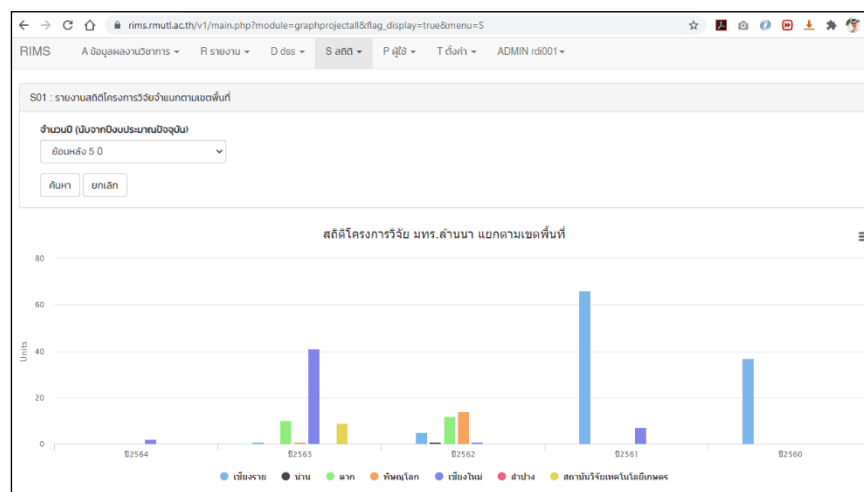 rims.rmutl.ac.th/v1/main.php?module=graphprojectall&flag_display=true&menu=S
RIMS A ข้อมูลผลงานวิชาการ R รายงาน D dss S สถิติ P ผู้ใช้ T ตั้งค่า ADMIN rdi001
S01 : รายงานสถิติโครงการวิจัยจำแนกตามเขตพื้นที่
จำนวนปี (นับจากปีงบประมาณปัจจุบัน)
ย้อนหลัง 5 ปี
ค้นหา ยกเลิก
สถิติโครงการวิจัย มทร.ล้านนา แยกตามเขตพื้นที่
80
60
40
20
0
Units
ปี2564 ปี2563 ปี2562 ปี2561 ปี2560
เชียงราย น่าน ตาก พิษณุโลก เชียงใหม่ ลำปาง สถาบันวิจัยเทคโนโลยีเกษตร